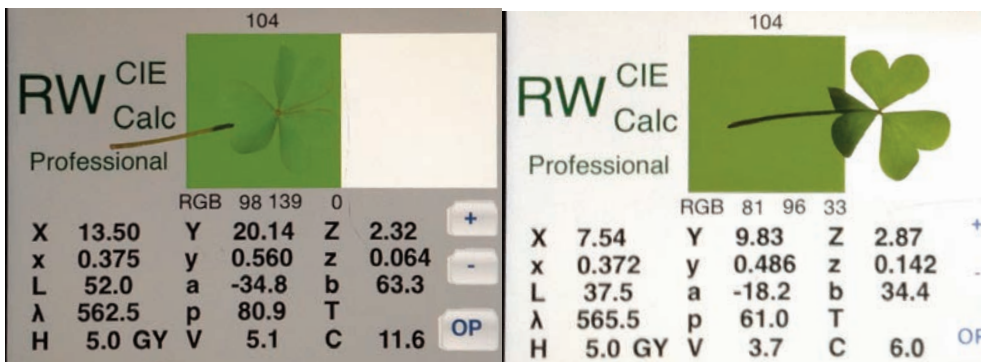 104
RW CIE
Calc
Professional
RGB 98 139 0
X 13.50 Y 20.14 Z 2.32
x 0.375 y 0.560 z 0.064
L 52.0 a -34.8 b 63.3
λ 562.5 p 80.9 T
H 5.0 GY V 5.1 C 11.6
+
-
OP
104
RW CIE
Calc
Professional
RGB 81 96 33
X 7.54 Y 9.83 Z 2.87
x 0.372 y 0.486 z 0.142
L 37.5 a -18.2 b 34.4
λ 565.5 p 61.0 T
H 5.0 GY V 3.7 C 6.0
+
-
OP